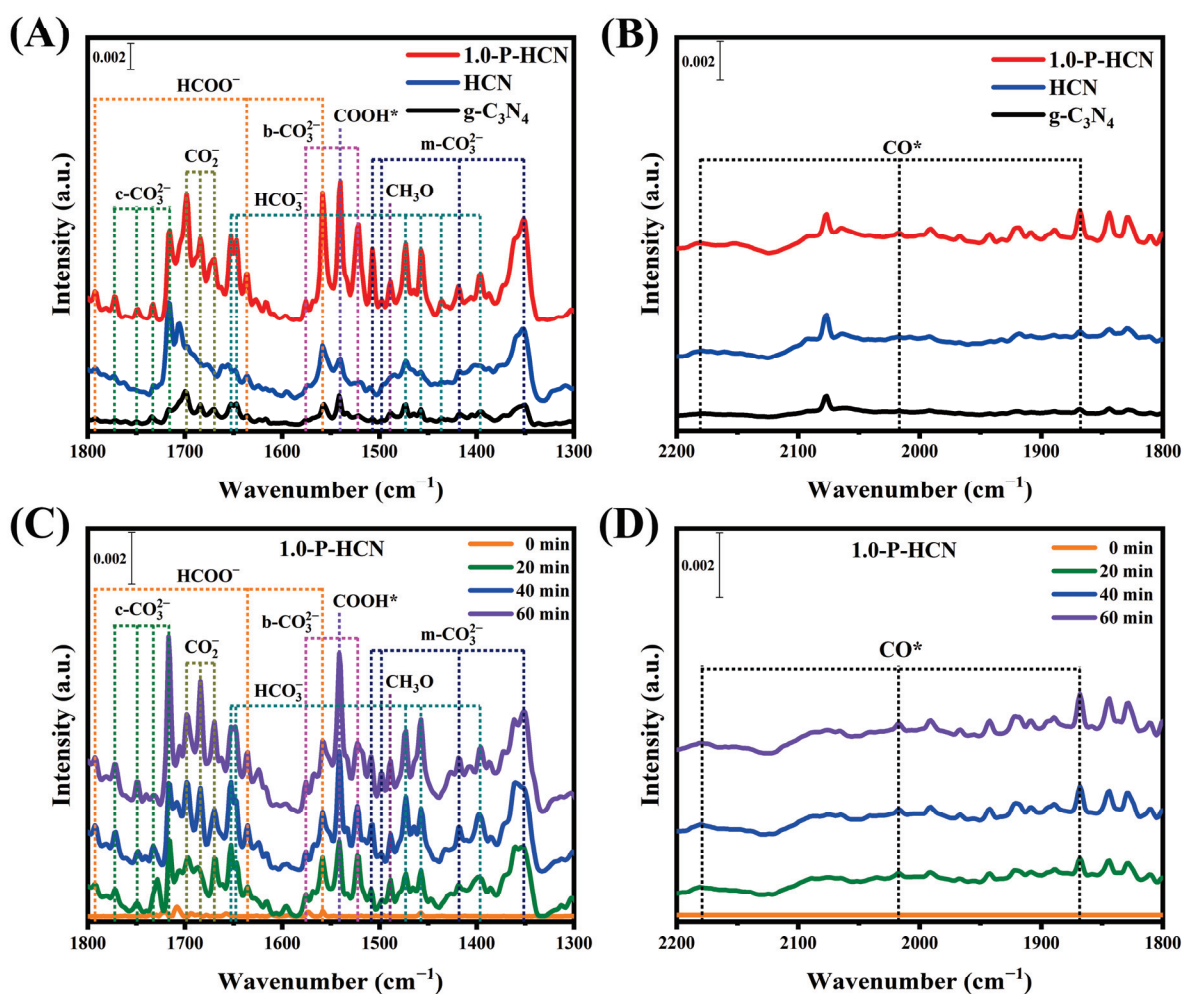 (A)
0.002
1.0-P-HCN
HCN
g-C₃N₄
HCOO⁻
COOH*
b-CO₃²⁻
m-CO₃²⁻
CO₂⁻
c-CO₃²⁻
HCO₃⁻
CH₃O
Intensity (a.u.)
1800 1700 1600 1500 1400 1300
Wavenumber (cm⁻¹)
(B)
0.002
1.0-P-HCN
HCN
g-C₃N₄
CO*
Intensity (a.u.)
2200 2100 2000 1900 1800
Wavenumber (cm⁻¹)
(C)
0.002
1.0-P-HCN
0 min
20 min
40 min
60 min
HCOO⁻
COOH*
c-CO₃²⁻
b-CO₃²⁻
m-CO₃²⁻
CO₂⁻
HCO₃⁻
CH₃O
Intensity (a.u.)
1800 1700 1600 1500 1400 1300
Wavenumber (cm⁻¹)
(D)
0.002
1.0-P-HCN
0 min
20 min
40 min
60 min
CO*
Intensity (a.u.)
2200 2100 2000 1900 1800
Wavenumber (cm⁻¹)